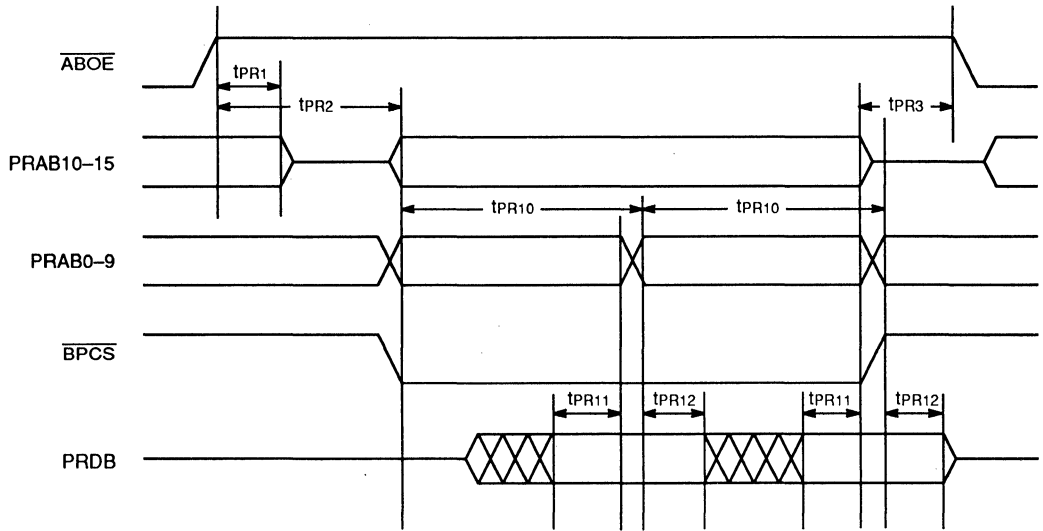 ABOE
tPR1
tPR2
tPR3
PRAB10–15
tPR10
tPR10
PRAB0–9
BPCS
tPR11
tPR12
tPR11
tPR12
PRDB